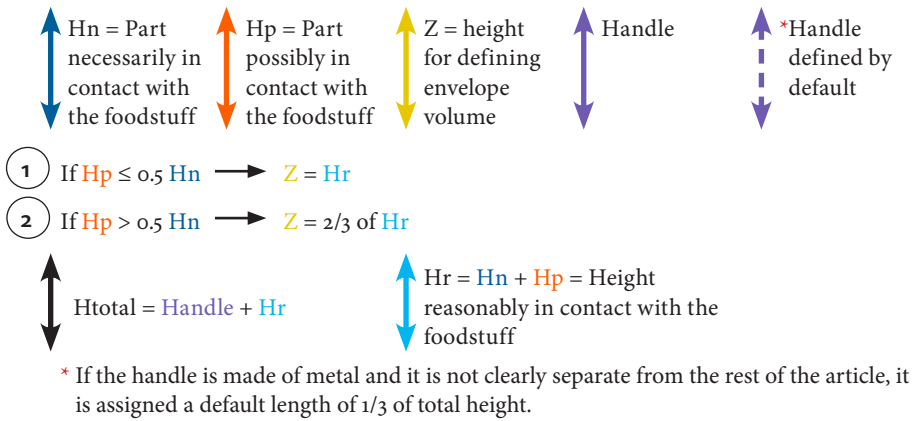 Hn = Part
necessarily in
contact with
the foodstuff
Hp = Part
possibly in
contact with
the foodstuff
Z = height
for defining
envelope
volume
Handle
*Handle
defined by
default
1 If Hp ≤ 0.5 Hn → Z = Hr
2 If Hp > 0.5 Hn → Z = 2/3 of Hr
Htotal = Handle + Hr
Hr = Hn + Hp = Height
reasonably in contact with the
foodstuff
* If the handle is made of metal and it is not clearly separate from the rest of the article, it
is assigned a default length of 1/3 of total height.